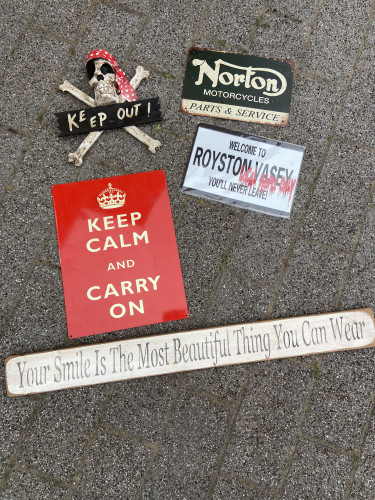 KEEP OUT!
Norton
MOTORCYCLES
PARTS & SERVICE
WELCOME TO
ROYSTON VASEY
YOU'LL NEVER LEAVE!
KEEP
CALM
AND
CARRY
ON
Your Smile Is The Most Beautiful Thing You Can Wear